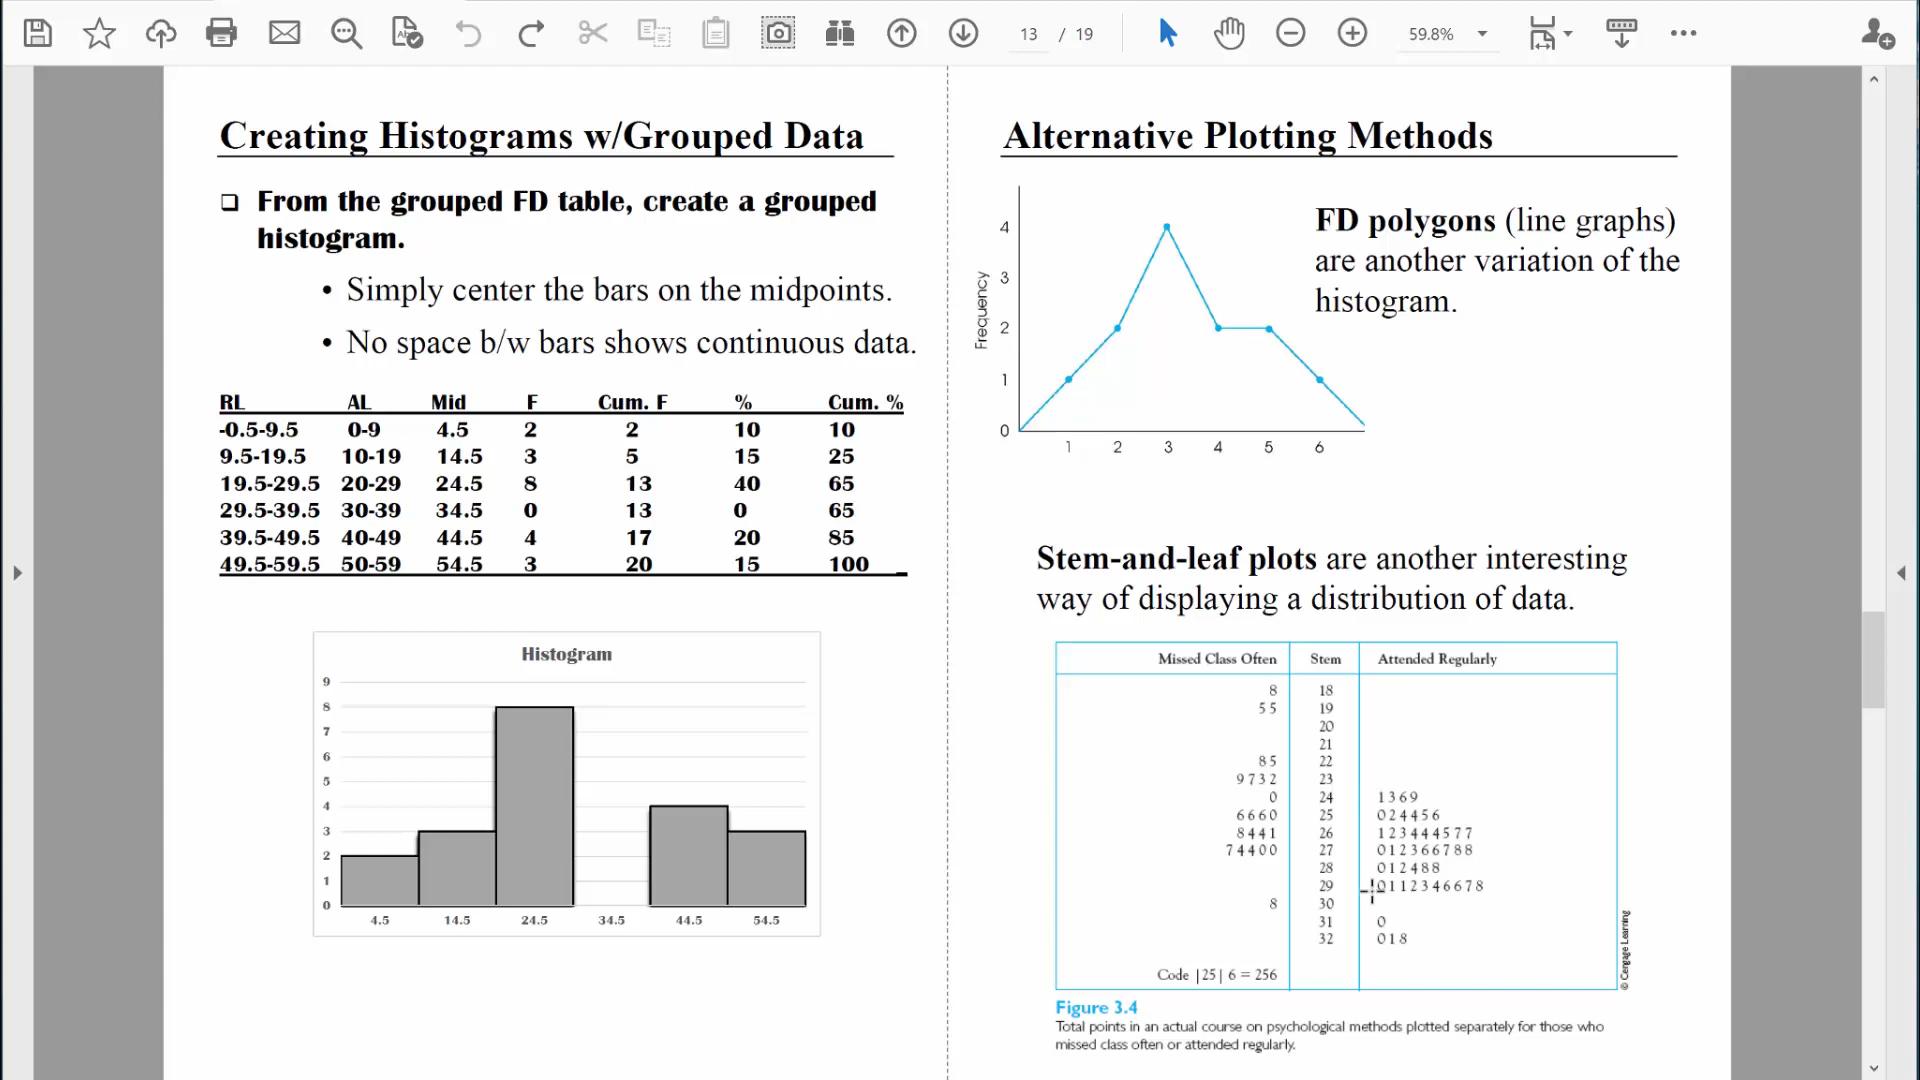 13 / 19
59.8%
Creating Histograms w/Grouped Data
From the grouped FD table, create a grouped
histogram.
• Simply center the bars on the midpoints.
• No space b/w bars shows continuous data.
RL AL Mid F Cum. F % Cum. %
-0.5-9.5 0-9 4.5 2 2 10 10
9.5-19.5 10-19 14.5 3 5 15 25
19.5-29.5 20-29 24.5 8 13 40 65
29.5-39.5 30-39 34.5 0 13 0 65
39.5-49.5 40-49 44.5 4 17 20 85
49.5-59.5 50-59 54.5 3 20 15 100
Histogram
9
8
7
6
5
4
3
2
1
0
4.5 14.5 24.5 34.5 44.5 54.5
Alternative Plotting Methods
Frequency
4
3
2
1
0
1 2 3 4 5 6
FD polygons (line graphs)
are another variation of the
histogram.
Stem-and-leaf plots are another interesting
way of displaying a distribution of data.
Missed Class Often Stem Attended Regularly
8 18
5 5 19
20
21
8 5 22
9 7 3 2 23
0 24 1 3 6 9
6 6 6 0 25 0 2 4 4 5 6
8 4 4 1 26 1 2 3 4 4 4 5 7 7
7 4 4 0 0 27 0 1 2 3 6 6 7 8 8
28 0 1 2 4 8 8
29 0 1 1 2 3 4 6 6 7 8
8 30
31 0
32 0 1 8
Code |25| 6 = 256
© Cengage Learning
Figure 3.4
Total points in an actual course on psychological methods plotted separately for those who
missed class often or attended regularly.